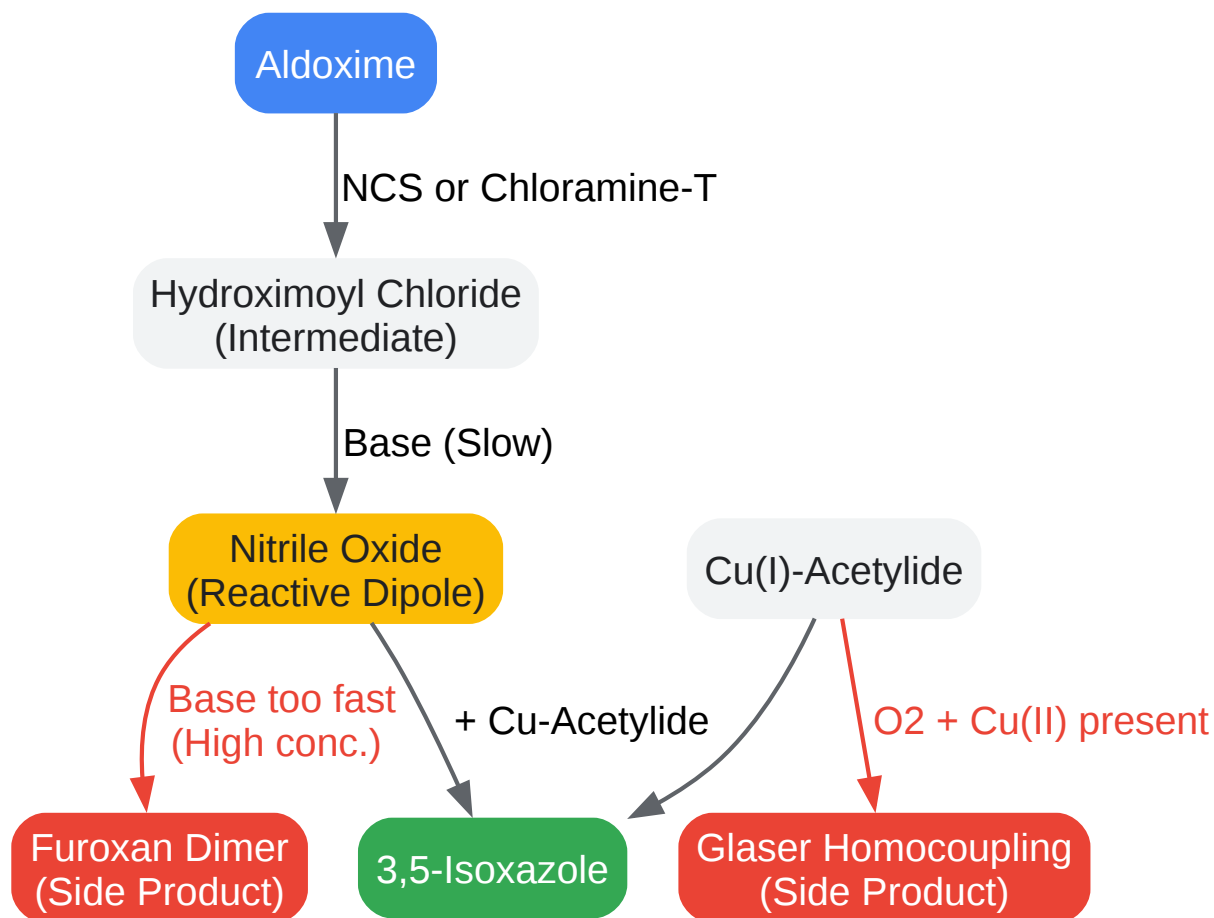 Aldoxime
NCS or Chloramine-T
Hydroximoyl Chloride
(Intermediate)
Base (Slow)
Nitrile Oxide
(Reactive Dipole)
Cu(I)-Acetylide
Base too fast
(High conc.)
+ Cu-Acetylide
O2 + Cu(II) present
Furoxan Dimer
(Side Product)
3,5-Isoxazole
Glaser Homocoupling
(Side Product)